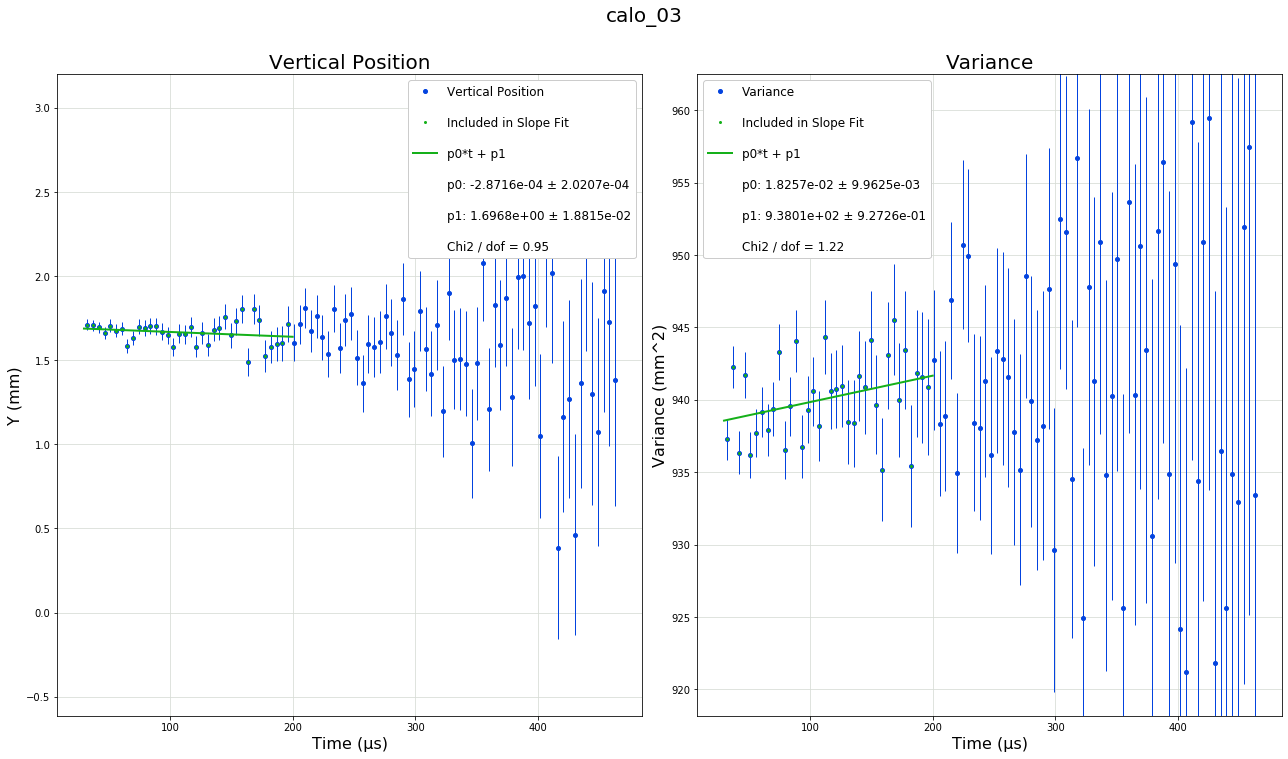 calo_03
Vertical Position
Vertical Position
Included in Slope Fit
p0*t + p1
p0: -2.8716e-04 ± 2.0207e-04
p1: 1.6968e+00 ± 1.8815e-02
Chi2 / dof = 0.95
Y (mm)
3.0
2.5
2.0
1.5
1.0
0.5
0.0
−0.5
100
200
300
400
Time (μs)
Variance
Variance
Included in Slope Fit
p0*t + p1
p0: 1.8257e-02 ± 9.9625e-03
p1: 9.3801e+02 ± 9.2726e-01
Chi2 / dof = 1.22
Variance (mm^2)
960
955
950
945
940
935
930
925
920
100
200
300
400
Time (μs)